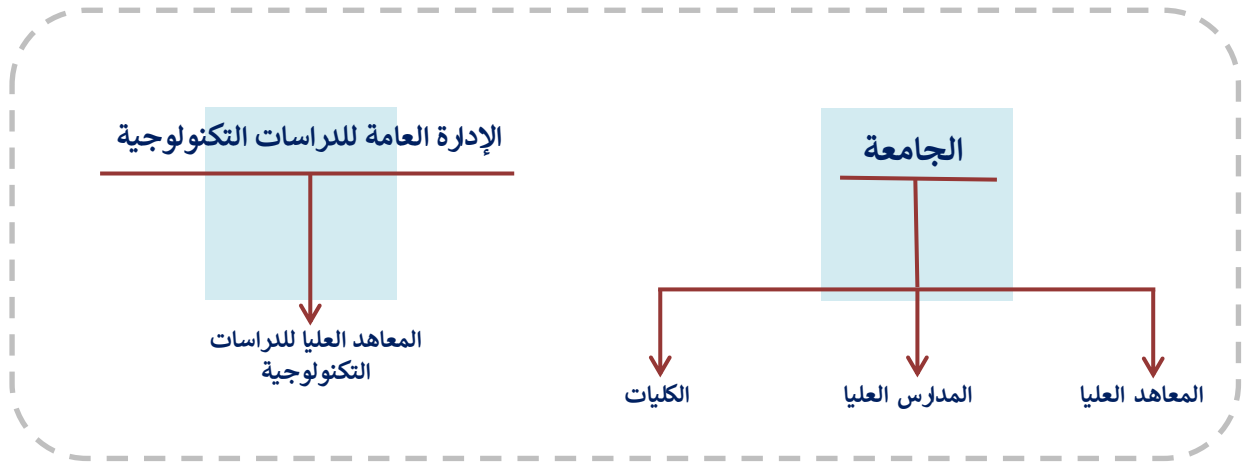 الجامعة
المعاهد العليا
المدارس العليا
الكليات
الإدارة العامة للدراسات التكنولوجية
المعاهد العليا للدراسات
التكنولوجية